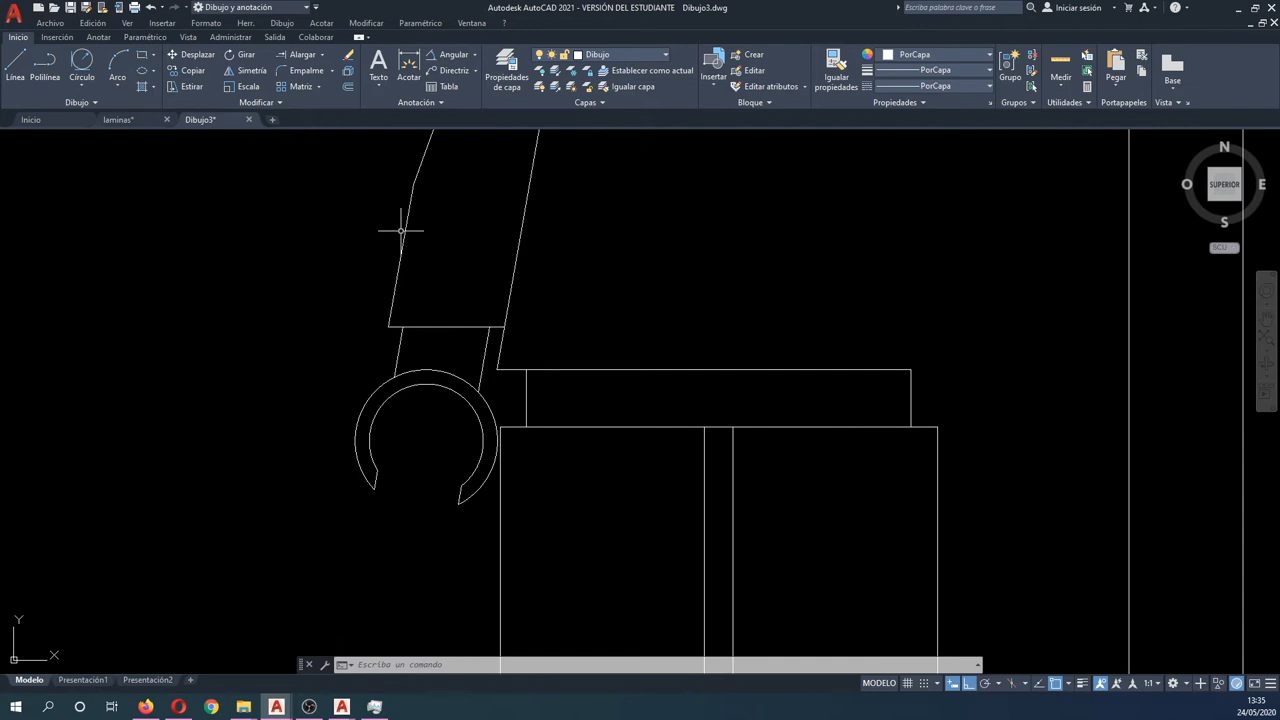 Dibujo y anotación
Autodesk AutoCAD 2021 - VERSIÓN DEL ESTUDIANTE Dibujo3.dwg
Escriba palabra clave o frase
Iniciar sesión
Archivo Edición Ver Insertar Formato Herr. Dibujo Acotar Modificar Paramétrico Ventana ?
Inicio Inserción Anotar Paramétrico Vista Administrar Salida Colaborar
Línea Polilínea Círculo Arco
Desplazar Girar Alargar
Copiar Simetría Empalme
Estirar Escala Matriz
Texto Acotar
Angular
Directriz
Tabla
Propiedades de capa
Dibujo
Establecer como actual
Igualar capa
Insertar
Crear
Editar
Editar atributos
Igualar propiedades
PorCapa
PorCapa
PorCapa
Grupo Medir Pegar Base
Dibujo Modificar Anotación Capas Bloque Propiedades Grupos Utilidades Portapapeles Vista
Inicio laminas* Dibujo3*
N
O SUPERIOR E
S
SCU
Y
X
Escriba un comando
Modelo Presentación1 Presentación2
MODELO
1:1
13:35
24/05/2020